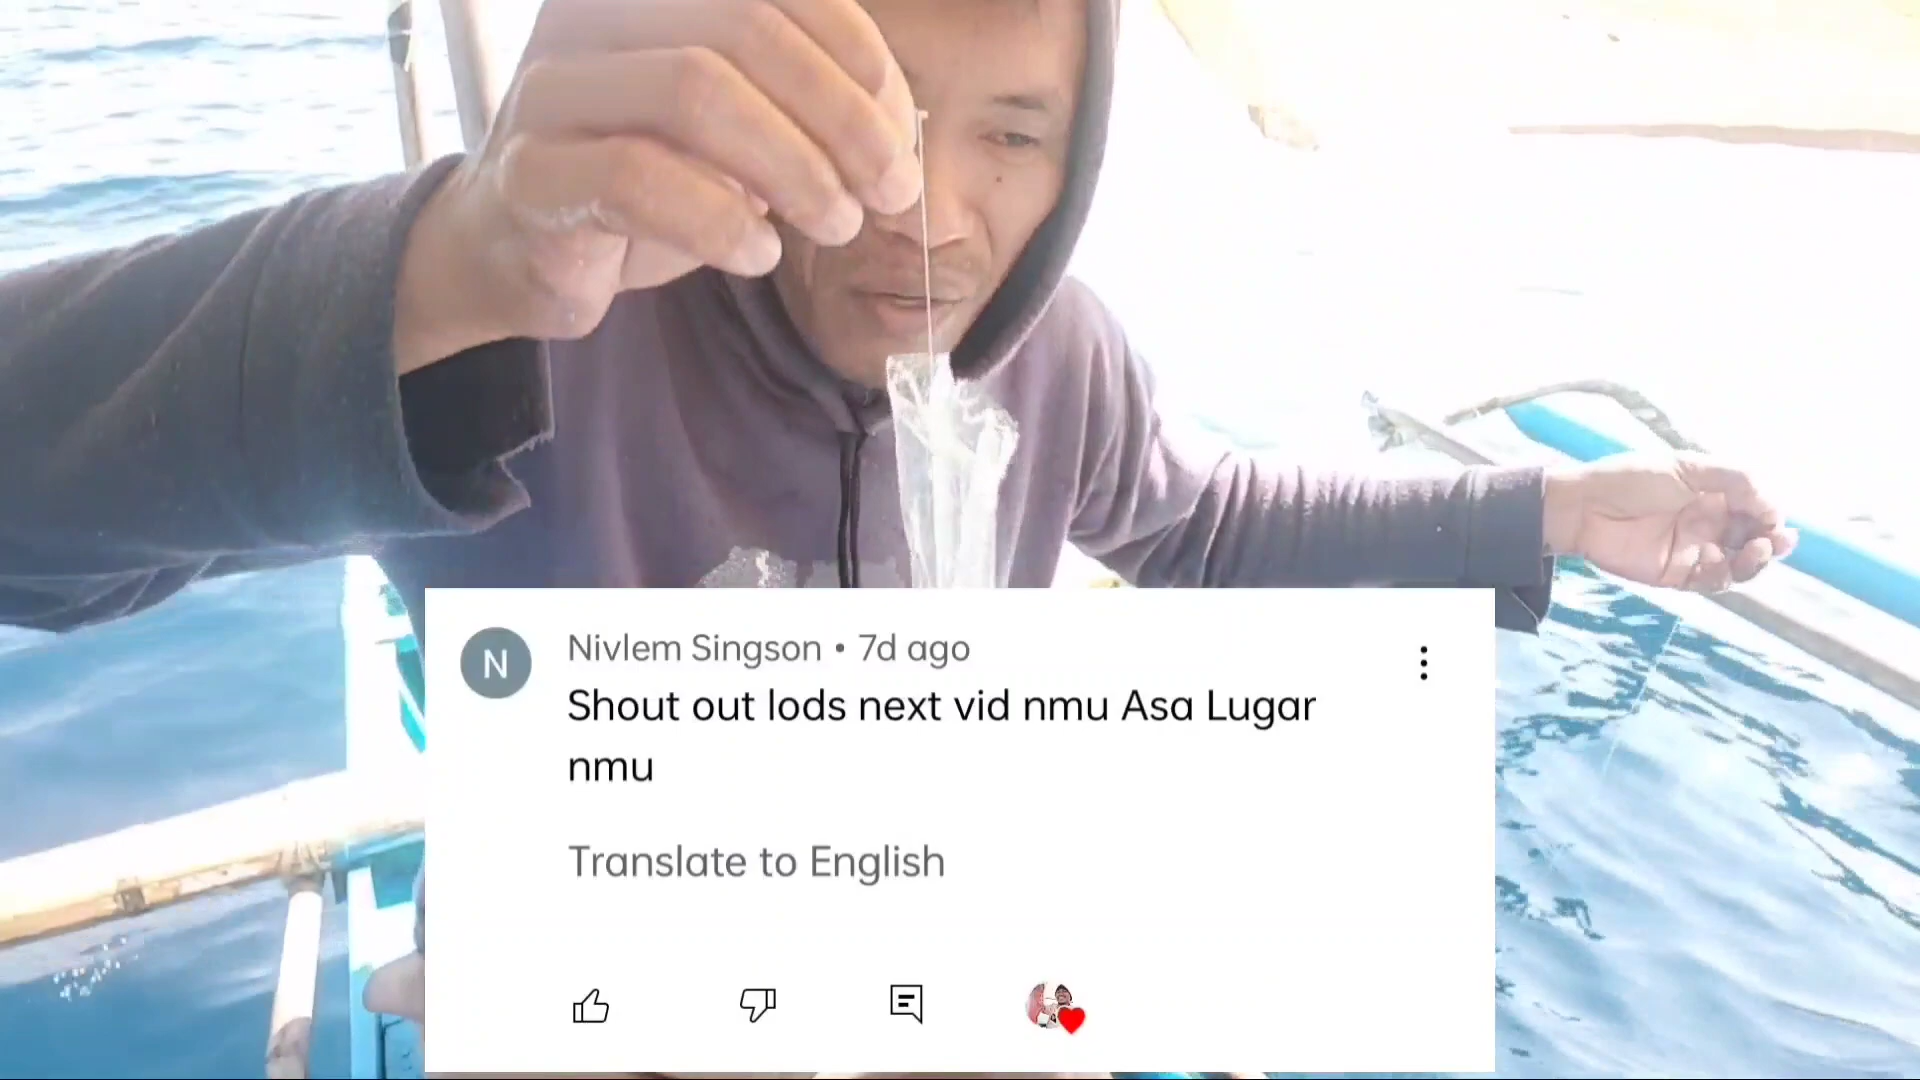 N
Nivlem Singson • 7d ago
Shout out lods next vid nmu Asa Lugar
nmu
Translate to English